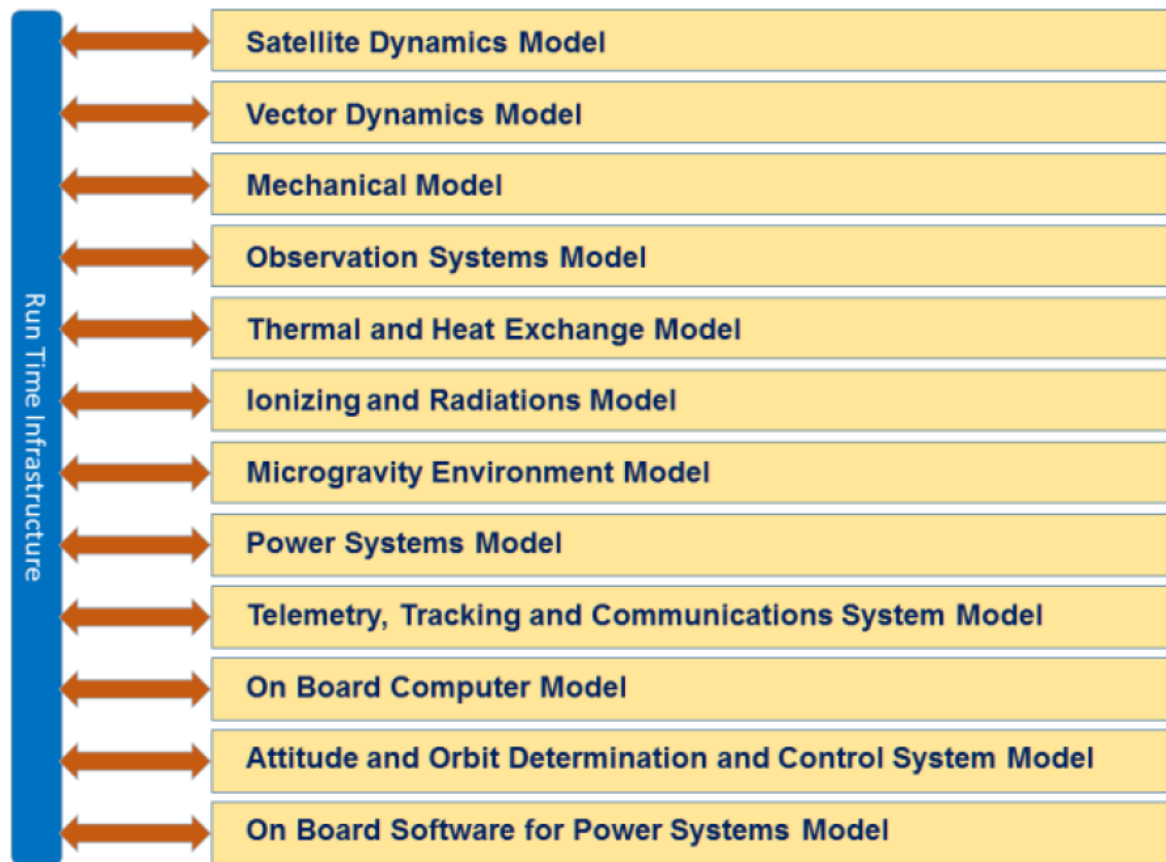 Run Time Infrastructure
Satellite Dynamics Model
Vector Dynamics Model
Mechanical Model
Observation Systems Model
Thermal and Heat Exchange Model
Ionizing and Radiations Model
Microgravity Environment Model
Power Systems Model
Telemetry, Tracking and Communications System Model
On Board Computer Model
Attitude and Orbit Determination and Control System Model
On Board Software for Power Systems Model